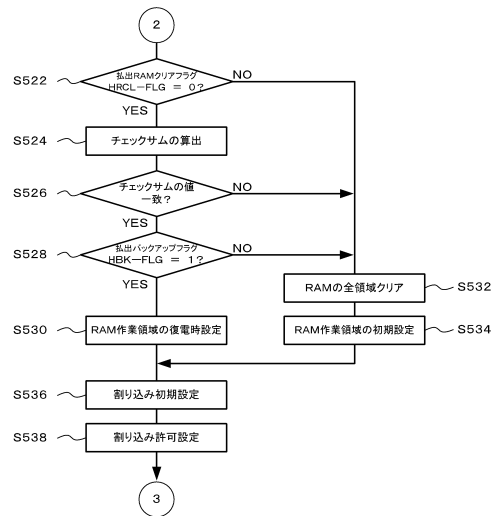 2
S522
払出RAMクリアフラグ
HRCL-FLG = 0?
NO
YES
S524
チェックサムの算出
S526
チェックサムの値
一致?
NO
YES
S528
払出バックアップフラグ
HBK-FLG = 1?
NO
YES
RAMの全領域クリア
S532
S530
RAM作業領域の復電時設定
RAM作業領域の初期設定
S534
S536
割り込み初期設定
S538
割り込み許可設定
3